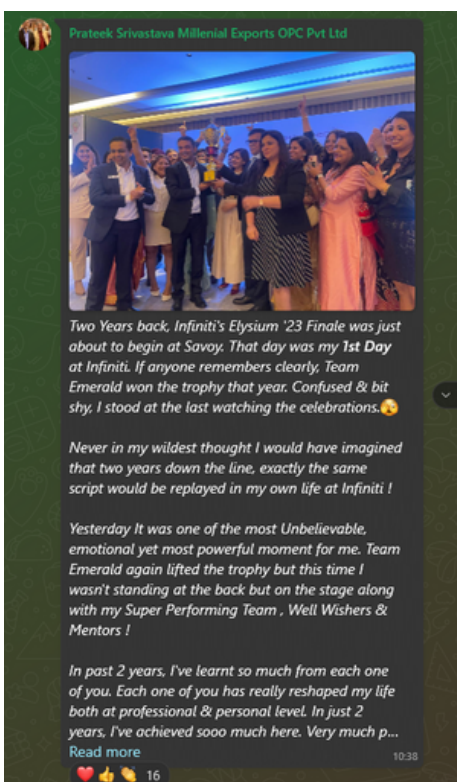 Prateek Srivastava Millenial Exports OPC Pvt Ltd
Two Years back, Infiniti's Elysium '23 Finale was just
about to begin at Savoy. That day was my 1st Day
at Infiniti. If anyone remembers clearly, Team
Emerald won the trophy that year. Confused & bit
shy, I stood at the last watching the celebrations.🫣
Never in my wildest thought I would have imagined
that two years down the line, exactly the same
script would be replayed in my own life at Infiniti !
Yesterday It was one of the most Unbelievable,
emotional yet most powerful moment for me. Team
Emerald again lifted the trophy but this time I
wasn't standing at the back but on the stage along
with my Super Performing Team , Well Wishers &
Mentors !
In past 2 years, I've learnt so much from each one
of you. Each one of you has really reshaped my life
both at professional & personal level. In just 2
years, I've achieved sooo much here. Very much p...
Read more
10:38
❤️👍👏 16